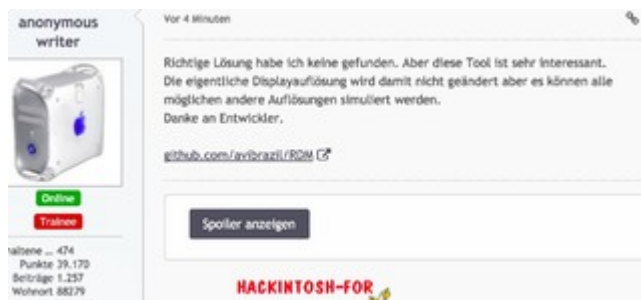 anonymous
writer
Vor 4 Minuten
Richtige Lösung habe ich keine gefunden. Aber diese Tool ist sehr interessant.
Die eigentliche Displayauflösung wird damit nicht geändert aber es können alle
möglichen andere Auflösungen simuliert werden.
Danke an Entwickler.
github.com/avibrazil/RDM
Online
Trainee
Spoiler anzeigen
altene ... 474
Punkte 39.170
Beiträge 1.257
Wohnort 88279
HACKINTOSH-FOR